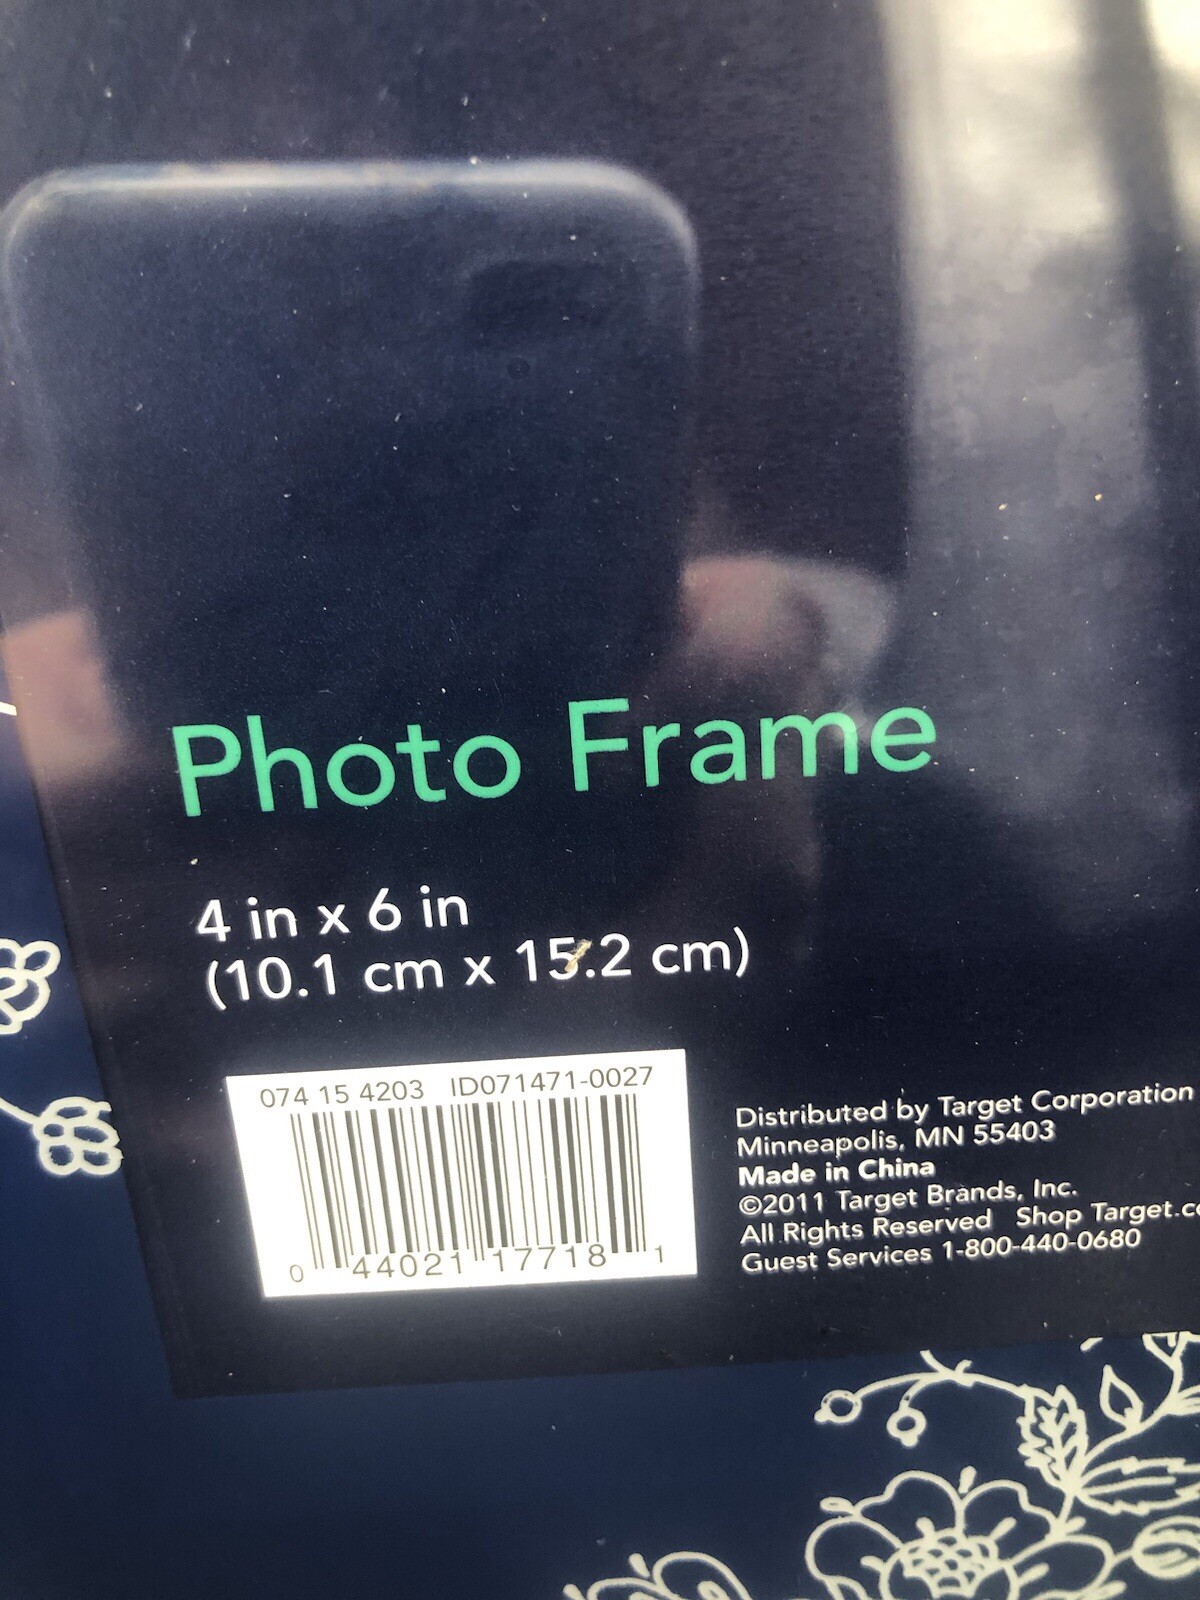 Photo Frame
4 in x 6 in
(10.1 cm x 15.2 cm)
074 15 4203 ID071471-0027
0 44021 17718 1
Distributed by Target Corporation
Minneapolis, MN 55403
Made in China
©2011 Target Brands, Inc.
All Rights Reserved Shop Target.co
Guest Services 1-800-440-0680